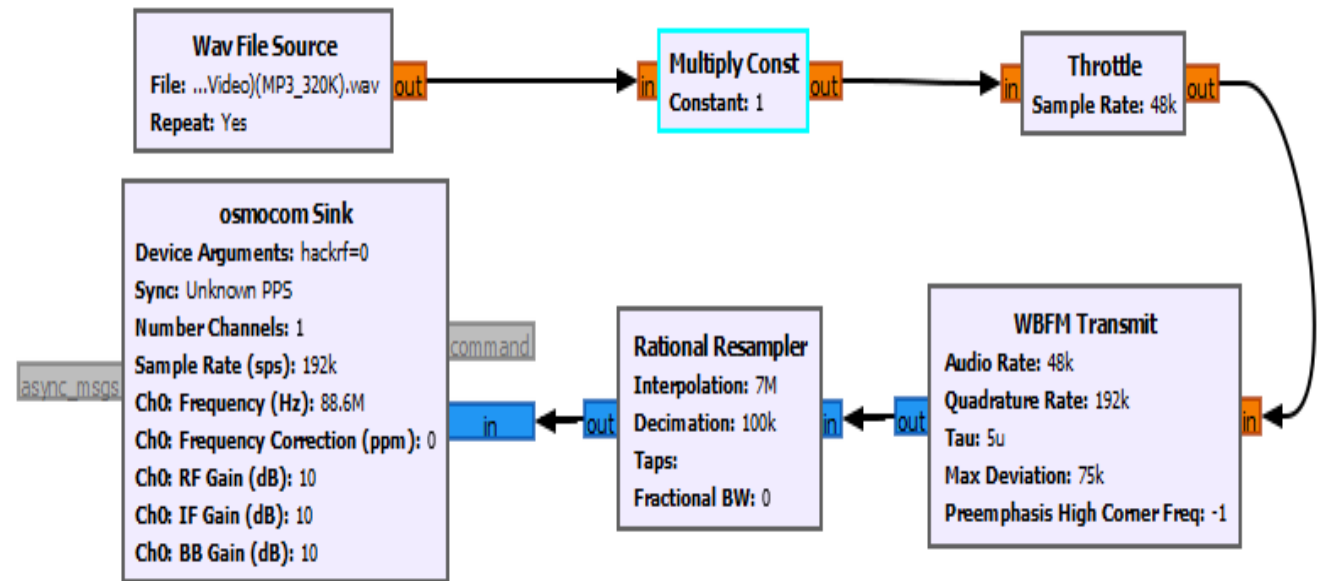 Wav File Source
File: ...Video)(MP3_320K).wav
Repeat: Yes
out
in
Multiply Const
Constant: 1
out
in
Throttle
Sample Rate: 48k
out
osmocom Sink
Device Arguments: hackrf=0
Sync: Unknown PPS
Number Channels: 1
Sample Rate (sps): 192k
Ch0: Frequency (Hz): 88.6M
Ch0: Frequency Correction (ppm): 0
Ch0: RF Gain (dB): 10
Ch0: IF Gain (dB): 10
Ch0: BB Gain (dB): 10
async_msgs
command
in
out
Rational Resampler
Interpolation: 7M
Decimation: 100k
Taps:
Fractional BW: 0
in
out
WBFM Transmit
Audio Rate: 48k
Quadrature Rate: 192k
Tau: 5u
Max Deviation: 75k
Preemphasis High Corner Freq: -1
in